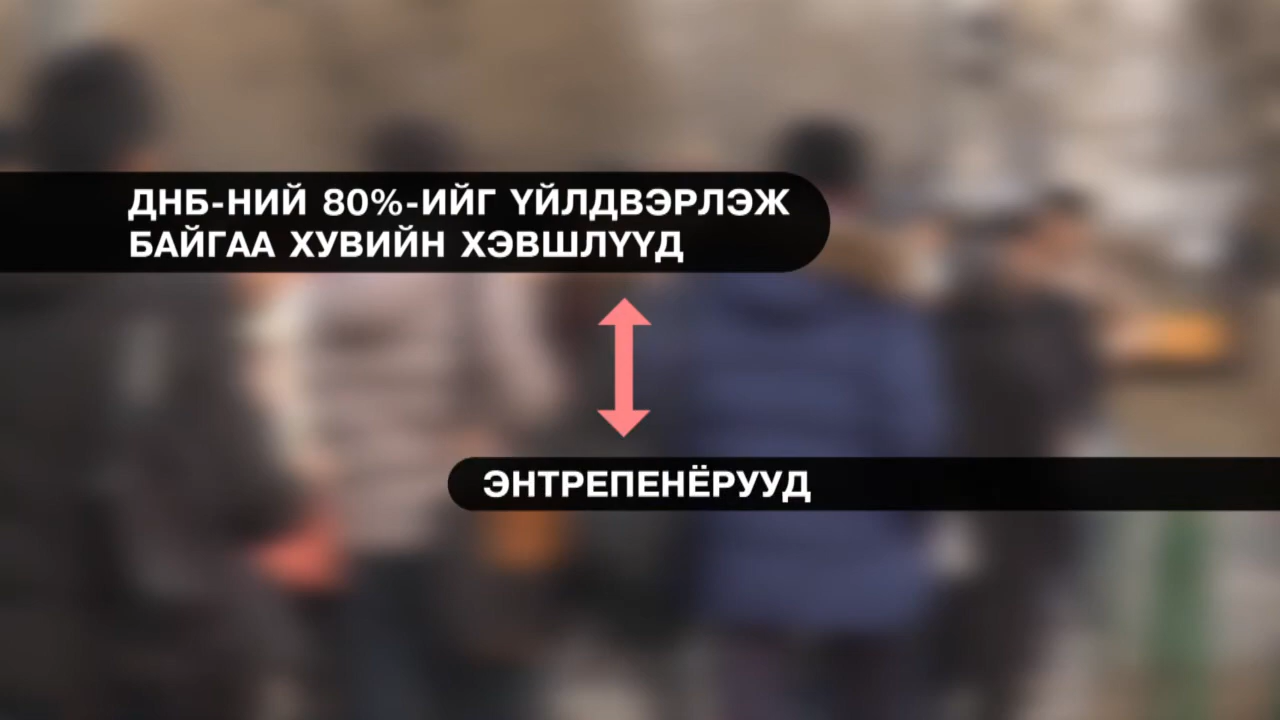 ДНБ-НИЙ 80%-ИЙГ ҮЙЛДВЭРЛЭЖ
БАЙГАА ХУВИЙН ХЭВШЛҮҮД
ЭНТРЕПЕНЁРУУД